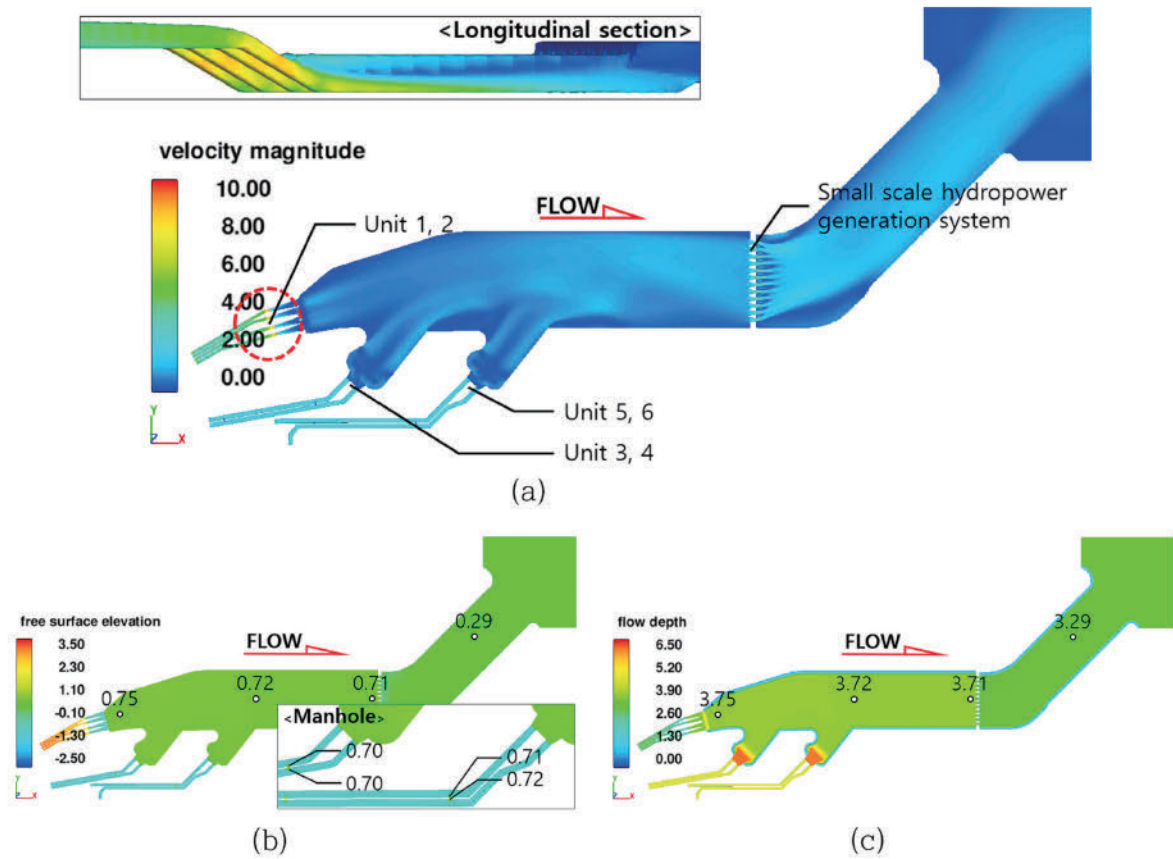 <Longitudinal section>
velocity magnitude
10.00
8.00
6.00
4.00
2.00
0.00
Unit 1, 2
FLOW
Small scale hydropower
generation system
Unit 5, 6
Unit 3, 4
Y
Z
X
(a)
free surface elevation
3.50
2.30
1.10
-0.10
-1.30
-2.50
FLOW
0.29
0.75
0.72
0.71
<Manhole>
0.70
0.70
0.71
0.72
Y
Z
X
(b)
flow depth
6.50
5.20
3.90
2.60
1.30
0.00
FLOW
3.29
3.75
3.72
3.71
Y
Z
X
(c)